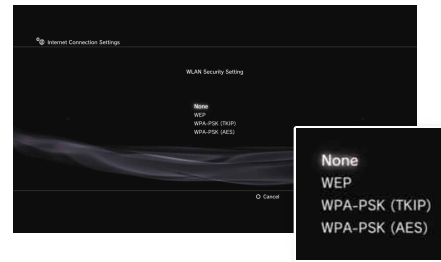 Internet Connection Settings
WLAN Security Setting
None
WEP
WPA-PSK (TKIP)
WPA-PSK (AES)
Cancel
None
WEP
WPA-PSK (TKIP)
WPA-PSK (AES)